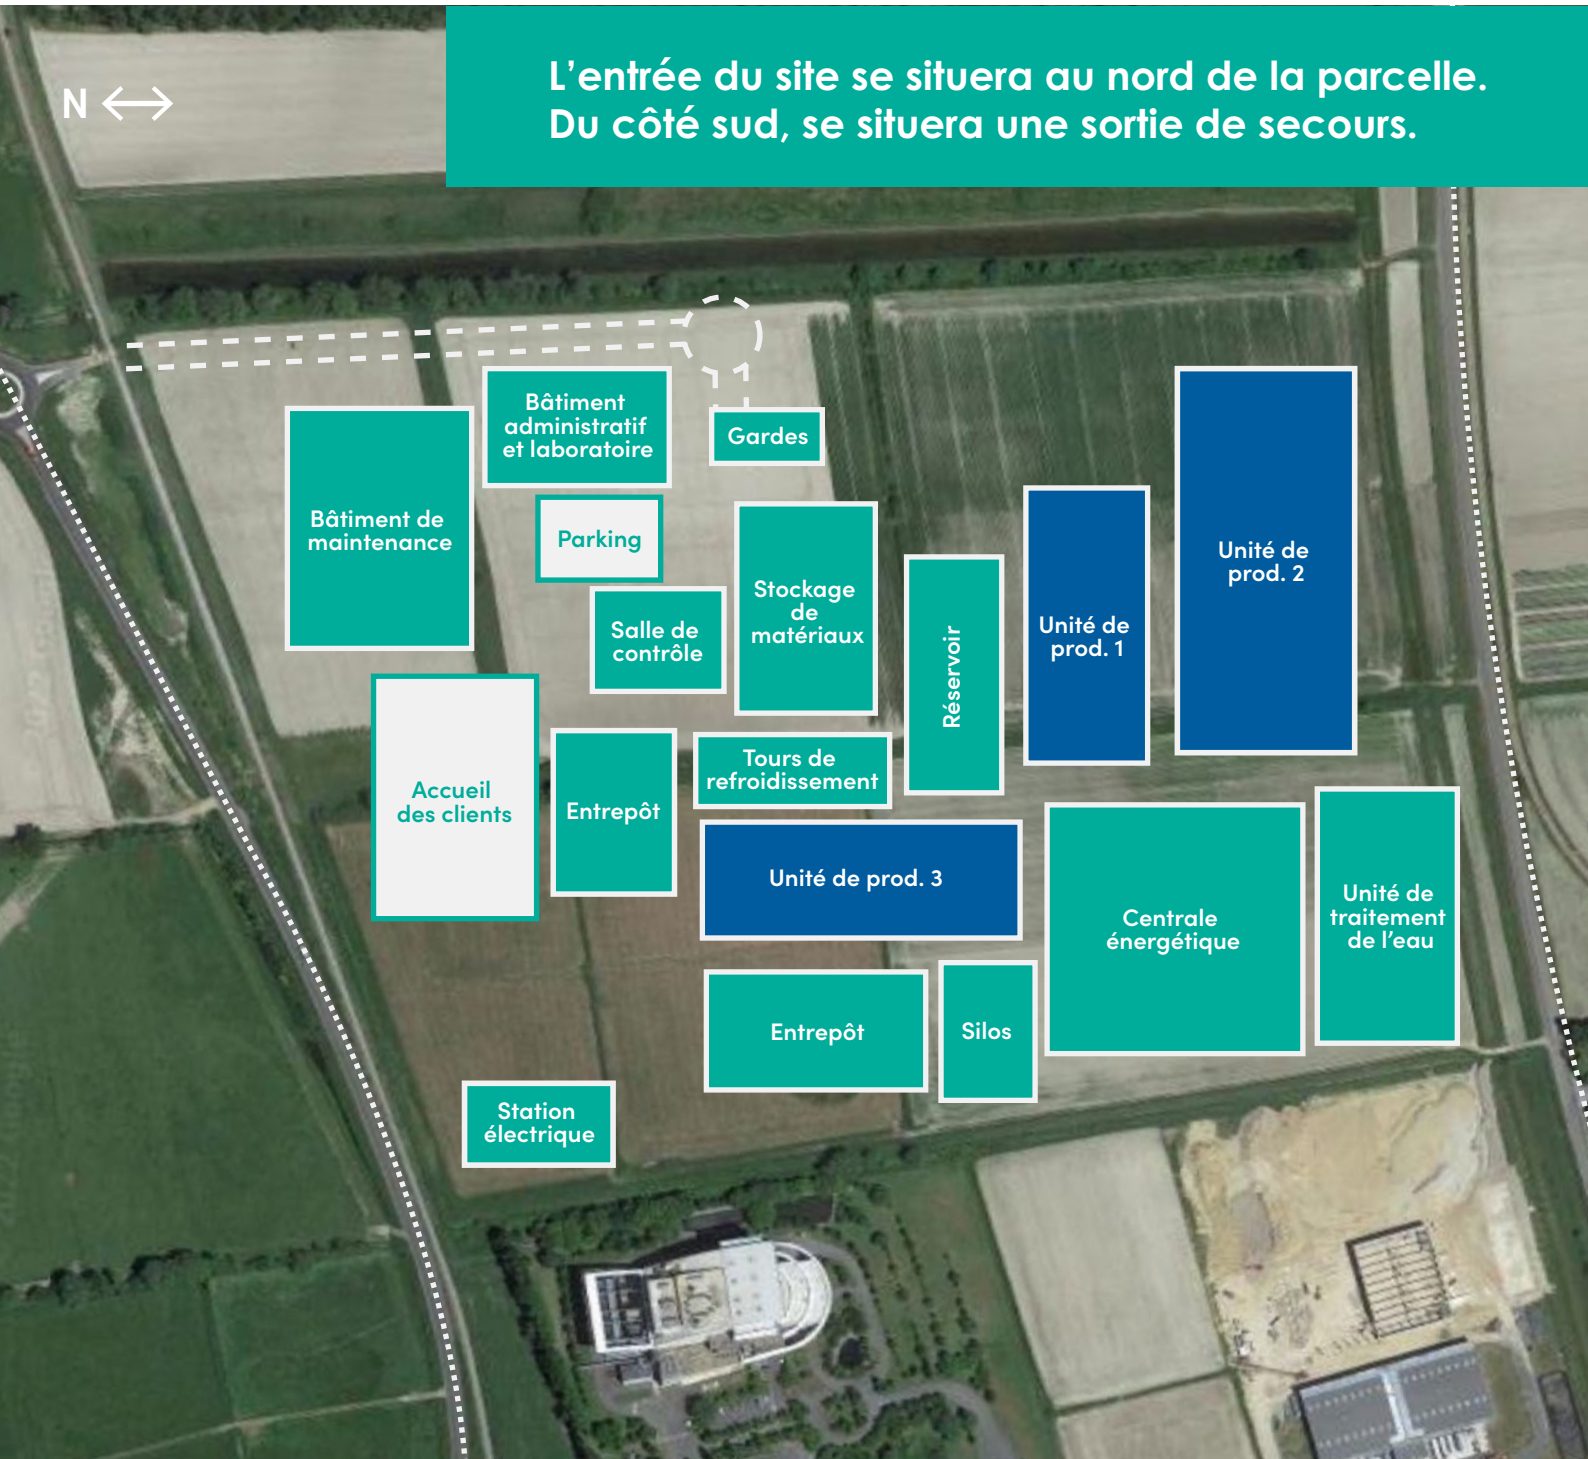 L'entrée du site se situera au nord de la parcelle.
Du côté sud, se situera une sortie de secours.
N
Bâtiment
administratif
et laboratoire
Gardes
Bâtiment de
maintenance
Parking
Unité de
prod. 2
Stockage
de
matériaux
Salle de
contrôle
Réservoir
Unité de
prod. 1
Accueil
des clients
Entrepôt
Tours de
refroidissement
Unité de prod. 3
Centrale
énergétique
Unité de
traitement
de l'eau
Entrepôt
Silos
Station
électrique